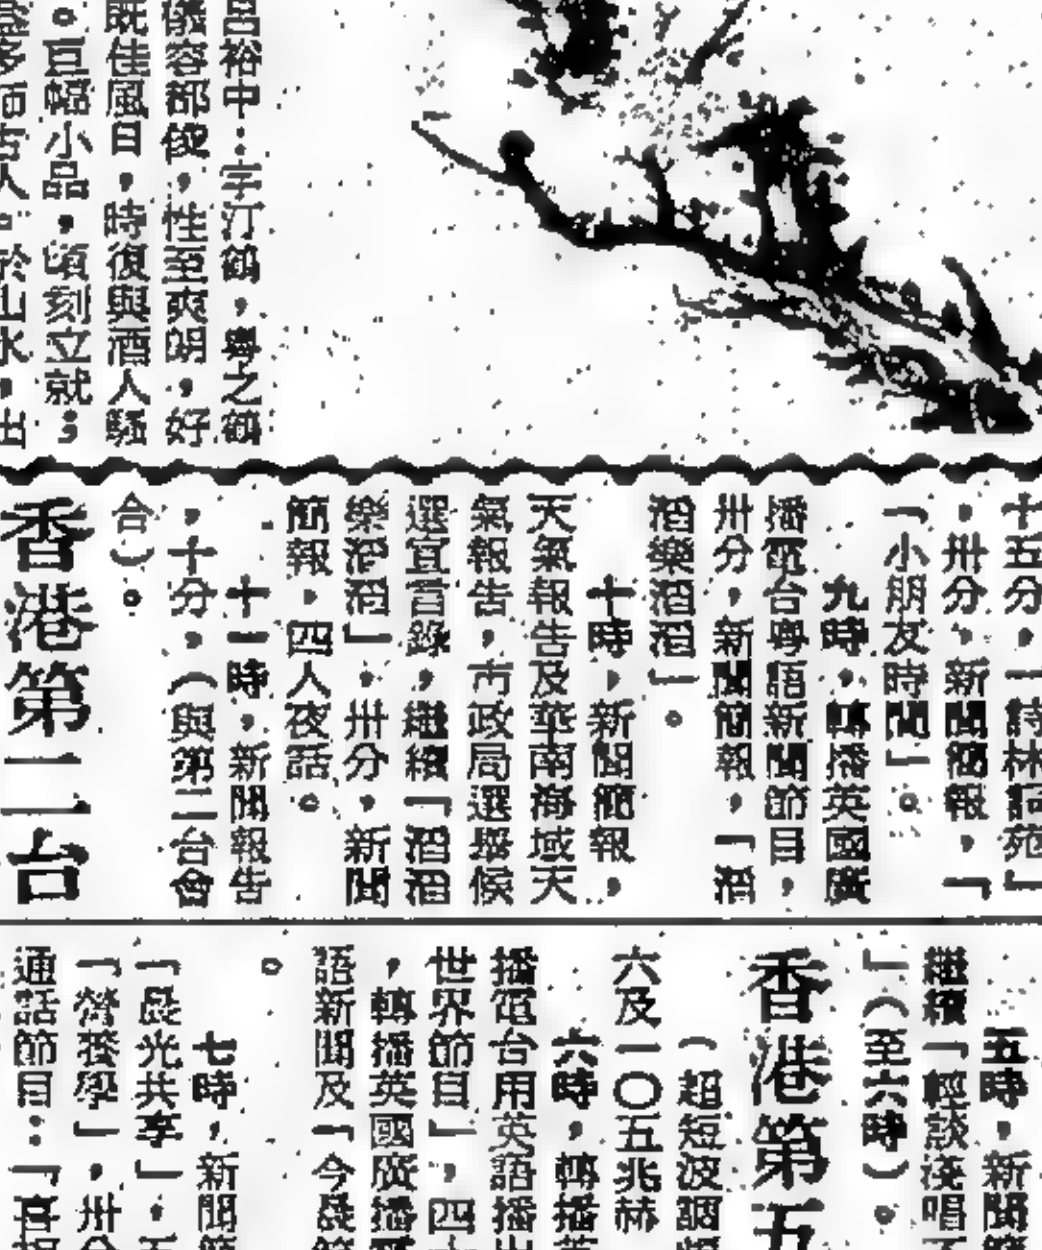 呂裕中：字汀鶴，粵之鶴
儀容都俊，性至爽朗，好
既佳風日，時復與酒人騷
。巨幅小品，頃刻立就；
於山水，出
十五分，「詩林詞苑」
，卅分，新聞簡報，「
「小朋友時間」。
九時，轉播英國廣
播電台粵語新聞節目，
卅分，新聞簡報，「滔
滔樂滔滔」。
十時，新聞簡報，
天氣報告及華南海域天
氣報告，市政局選舉候
選宣言錄，繼續「滔滔
樂滔滔」，卅分，新聞
簡報，四人夜話。
十一時，新聞報告
，十分，（與第二台會
合）。
香港第二台
五時，新聞簡
繼續「輕談淺唱
」（至六時）。
香港第五
（超短波調頻
六及一〇五兆赫
六時，轉播英
播電台用英語播出
世界節目」，四
，轉播英國廣播
語新聞及「今晨
。
七時，新聞簡
「晨光共享」，五
「營養學」，卅分
通話節目：「喜